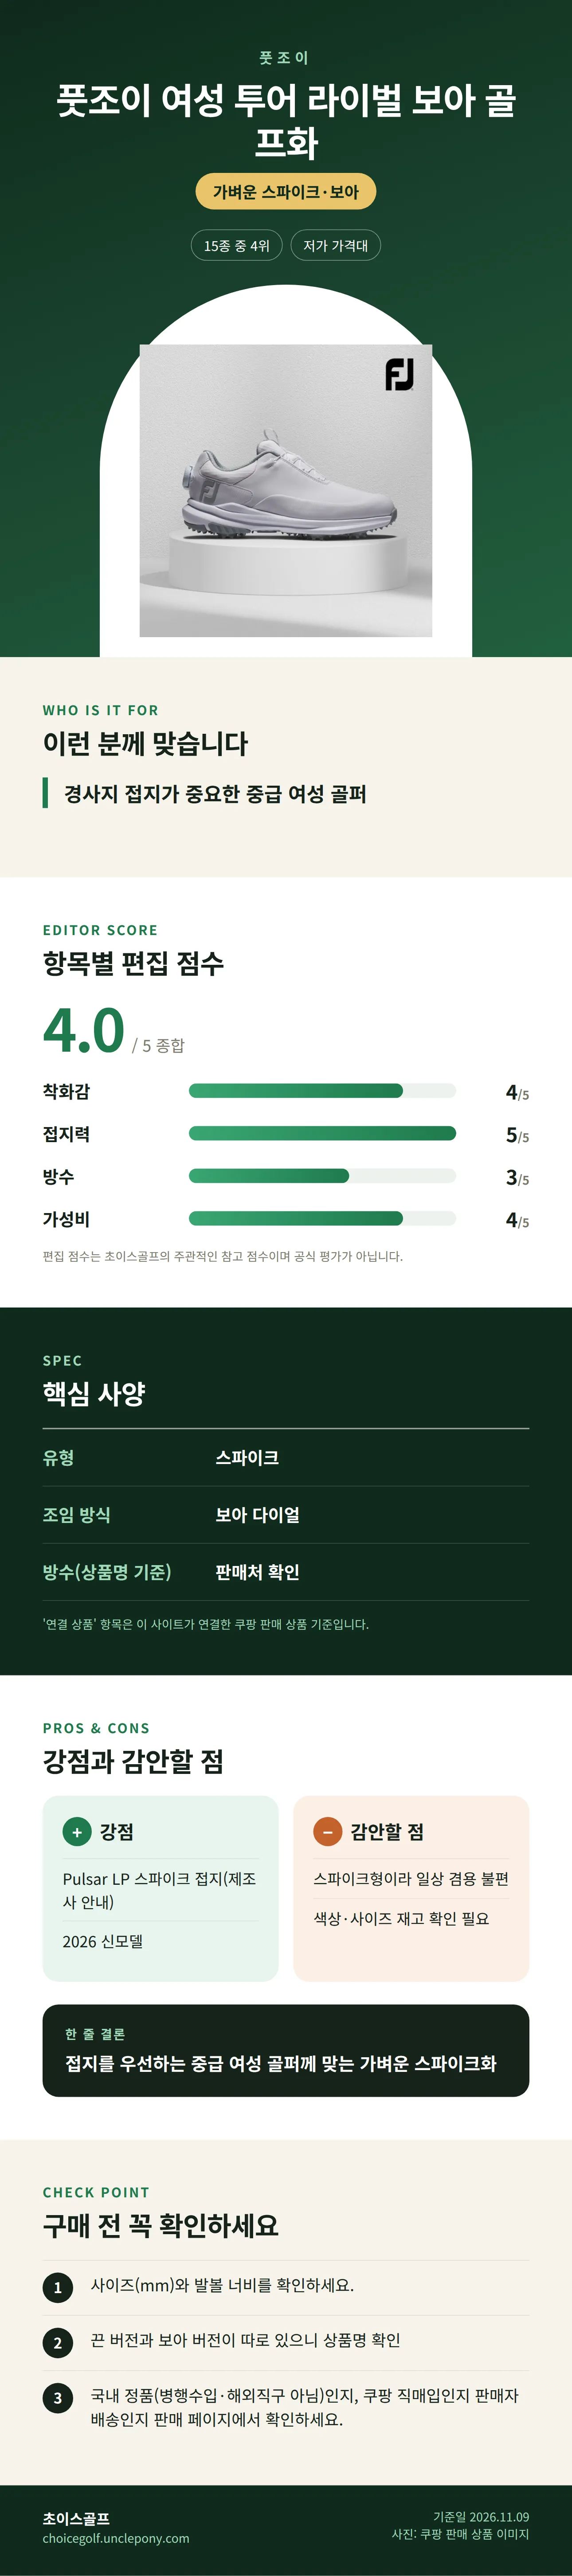 풋조이
풋조이 여성 투어 라이벌 보아 골
프화
가벼운 스파이크·보아
15종 중 4위
저가 가격대
FJ
FJ
WHO IS IT FOR
이런 분께 맞습니다
경사지 접지가 중요한 중급 여성 골퍼
EDITOR SCORE
항목별 편집 점수
4.0 / 5 종합
착화감 4/5
접지력 5/5
방수 3/5
가성비 4/5
편집 점수는 초이스골프의 주관적인 참고 점수이며 공식 평가가 아닙니다.
SPEC
핵심 사양
유형 스파이크
조임 방식 보아 다이얼
방수(상품명 기준) 판매처 확인
'연결 상품' 항목은 이 사이트가 연결한 쿠팡 판매 상품 기준입니다.
PROS & CONS
강점과 감안할 점
+ 강점
Pulsar LP 스파이크 접지(제조
사 안내)
2026 신모델
− 감안할 점
스파이크형이라 일상 겸용 불편
색상·사이즈 재고 확인 필요
한 줄 결론
접지를 우선하는 중급 여성 골퍼께 맞는 가벼운 스파이크화
CHECK POINT
구매 전 꼭 확인하세요
1 사이즈(mm)와 발볼 너비를 확인하세요.
2 끈 버전과 보아 버전이 따로 있으니 상품명 확인
3 국내 정품(병행수입·해외직구 아님)인지, 쿠팡 직매입인지 판매자
배송인지 판매 페이지에서 확인하세요.
초이스골프
choicegolf.unclepony.com
기준일 2026.11.09
사진: 쿠팡 판매 상품 이미지